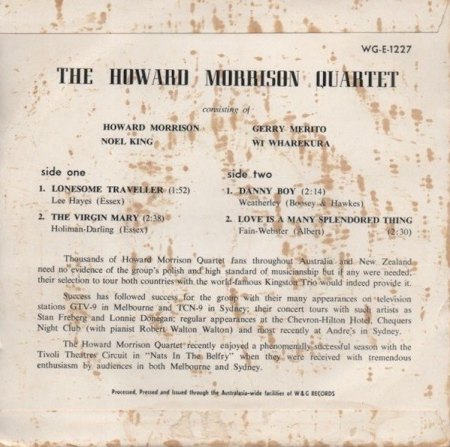 WG-E-1227
THE HOWARD MORRISON QUARTET
consisting of
HOWARD MORRISON GERRY MERITO
NOEL KING WI WHAREKURA
side one
1. LONESOME TRAVELLER (1:52)
Lee Hayes (Essex)
2. THE VIRGIN MARY (2:38)
Holiman-Darling (Essex)
side two
1. DANNY BOY (2:14)
Weatherley (Boosey & Hawkes)
2. LOVE IS A MANY SPLENDORED THING
Fain-Webster (Albert) (2:30)
Thousands of Howard Morrison Quartet fans throughout Australia and New Zealand
need no evidence of the group's polish and high standard of musicianship but if any were needed,
their selection to tour both countries with the world-famous Kingston Trio would indeed provide it.
Success has followed success for the group with their many appearances on television
stations GTV-9 in Melbourne and TCN-9 in Sydney; their concert tours with such artists as
Stan Freberg and Lonnie Donegan; regular appearances at the Chevron-Hilton Hotel, Chequers
Night Club (with pianist Robert Walton Walton) and most recently at Andre's in Sydney.
The Howard Morrison Quartet recently enjoyed a phenomenally successful season with the
Tivoli Theatres Circuit in "Nats In The Belfry" when they were received with tremendous
enthusiasm by audiences in both Melbourne and Sydney.
Processed, Pressed and Issued through the Australasia-wide facilities of W&G RECORDS